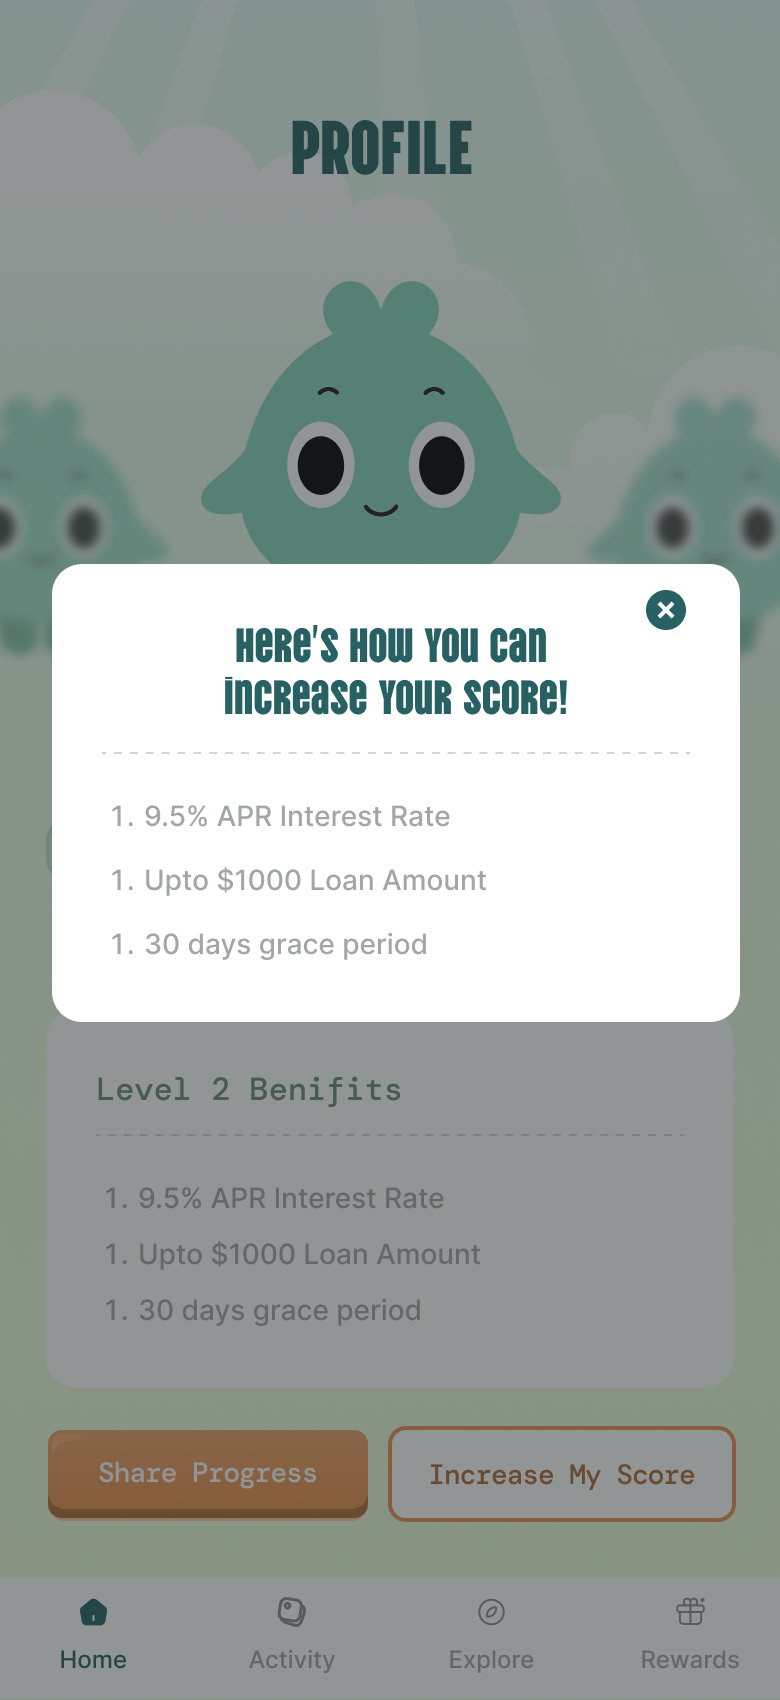 PROFILE
Here's How You can
increase Your score!
1. 9.5% APR Interest Rate
1. Upto $1000 Loan Amount
1. 30 days grace period
Level 2 Benifits
1. 9.5% APR Interest Rate
1. Upto $1000 Loan Amount
1. 30 days grace period
Share Progress
Increase My Score
Home
Activity
Explore
Rewards